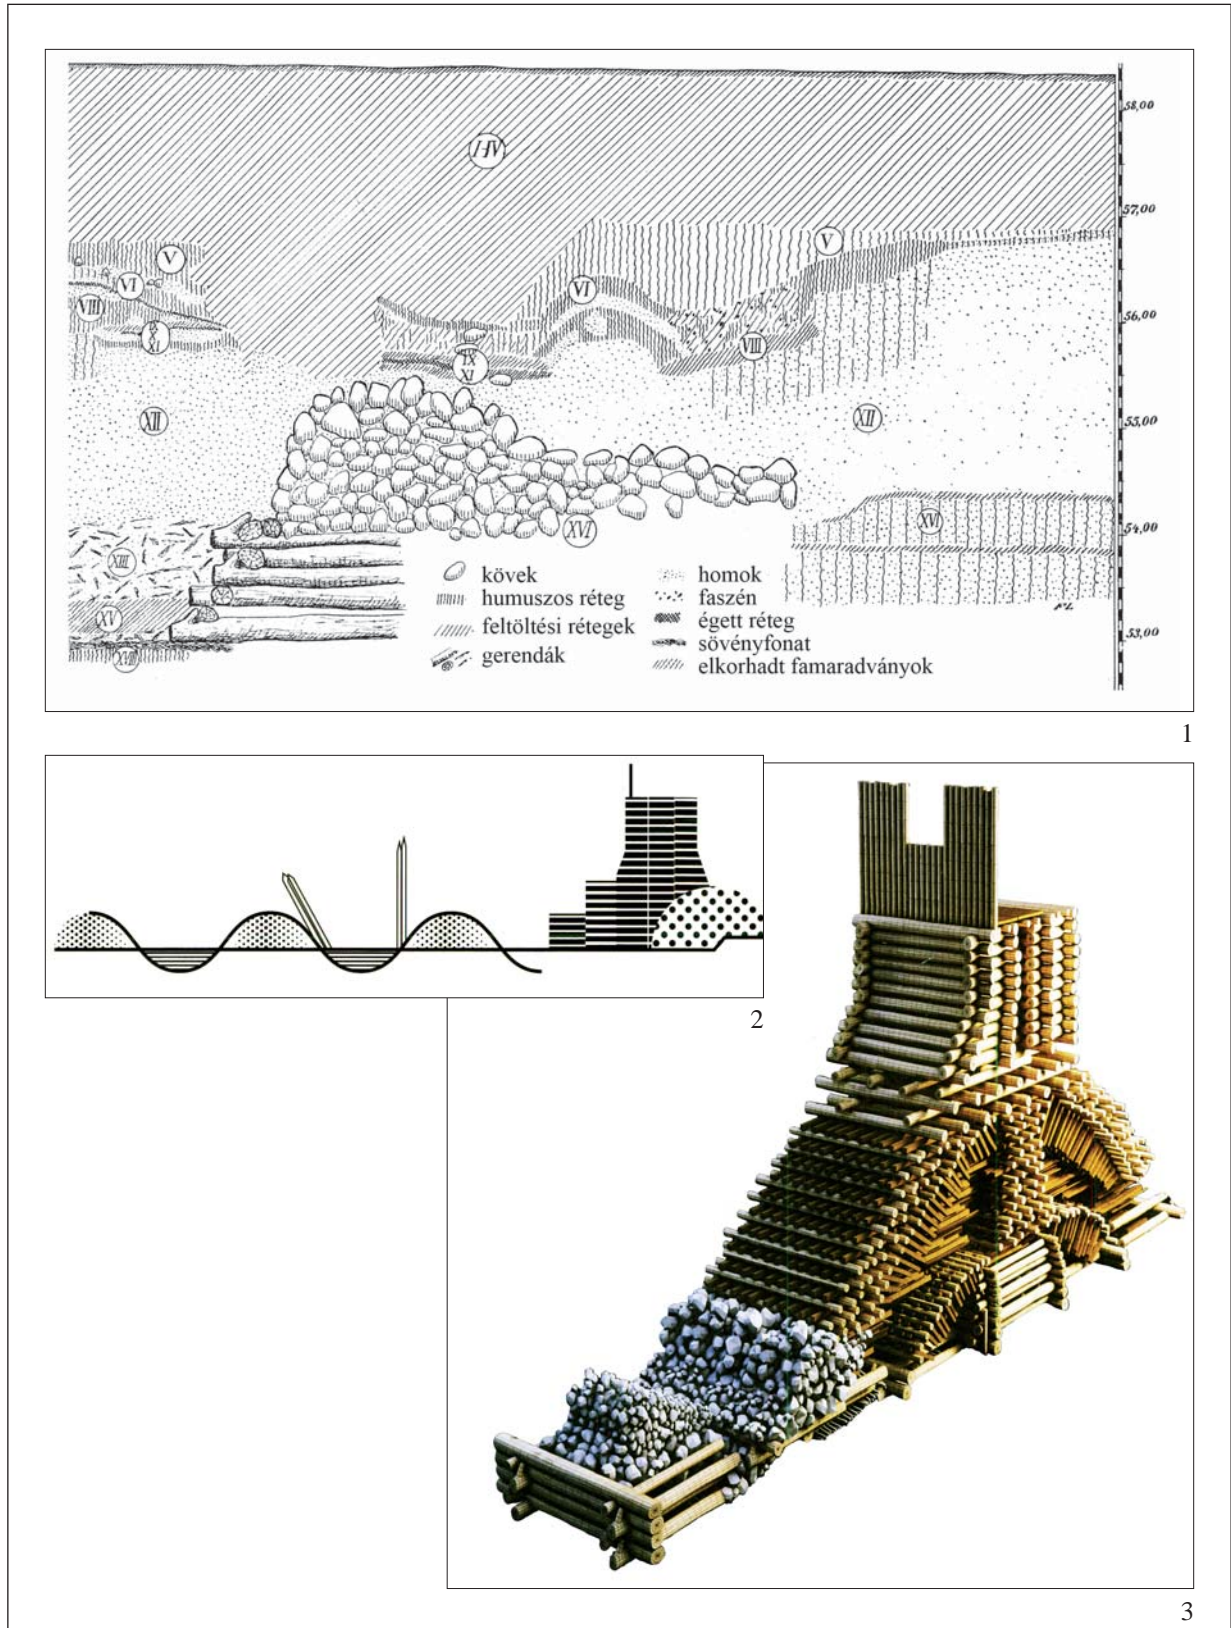 I-IV
58,00
57,00
V
V
VI
VI
VIII
56,00
IX
XI
VIII
IX
XI
XII
XII
55,00
XVI
XVI
54,00
XIII
XV
XVII
53,00
kövek
humuszos réteg
feltöltési rétegek
gerendák
homok
faszén
égett réteg
sövényfonat
elkorhadt famaradványok
1
2
3